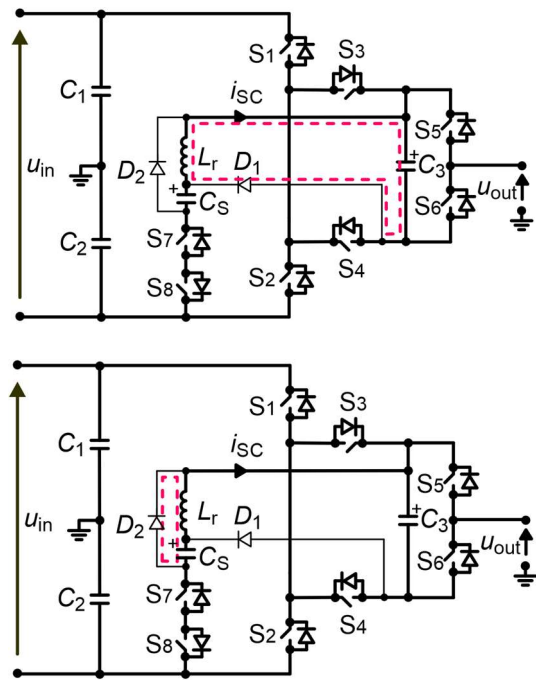 S1
S3
C1
iSC
S5
D2
Lr
D1
+
C3
uin
+
CS
uout
C2
S7
S6
S4
S8
S2
S1
S3
C1
iSC
S5
D2
Lr
D1
+
C3
uin
+
CS
uout
C2
S7
S6
S4
S8
S2